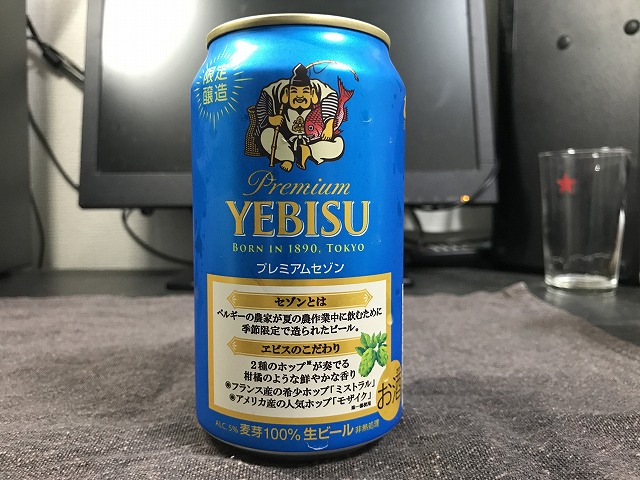 限定
醸造
Premium
YEBISU
BORN IN 1890, TOKYO
プレミアムセゾン
セゾンとは
ベルギーの農家が夏の農作業中に飲むために
季節限定で造られたビール。
ヱビスのこだわり
2種のホップ※が奏でる
柑橘のような鮮やかな香り
●フランス産の希少ホップ「ミストラル」
●アメリカ産の人気ホップ「モザイク」
※一部使用
お酒
ALC. 5% 麦芽100% 生ビール 非熱処理